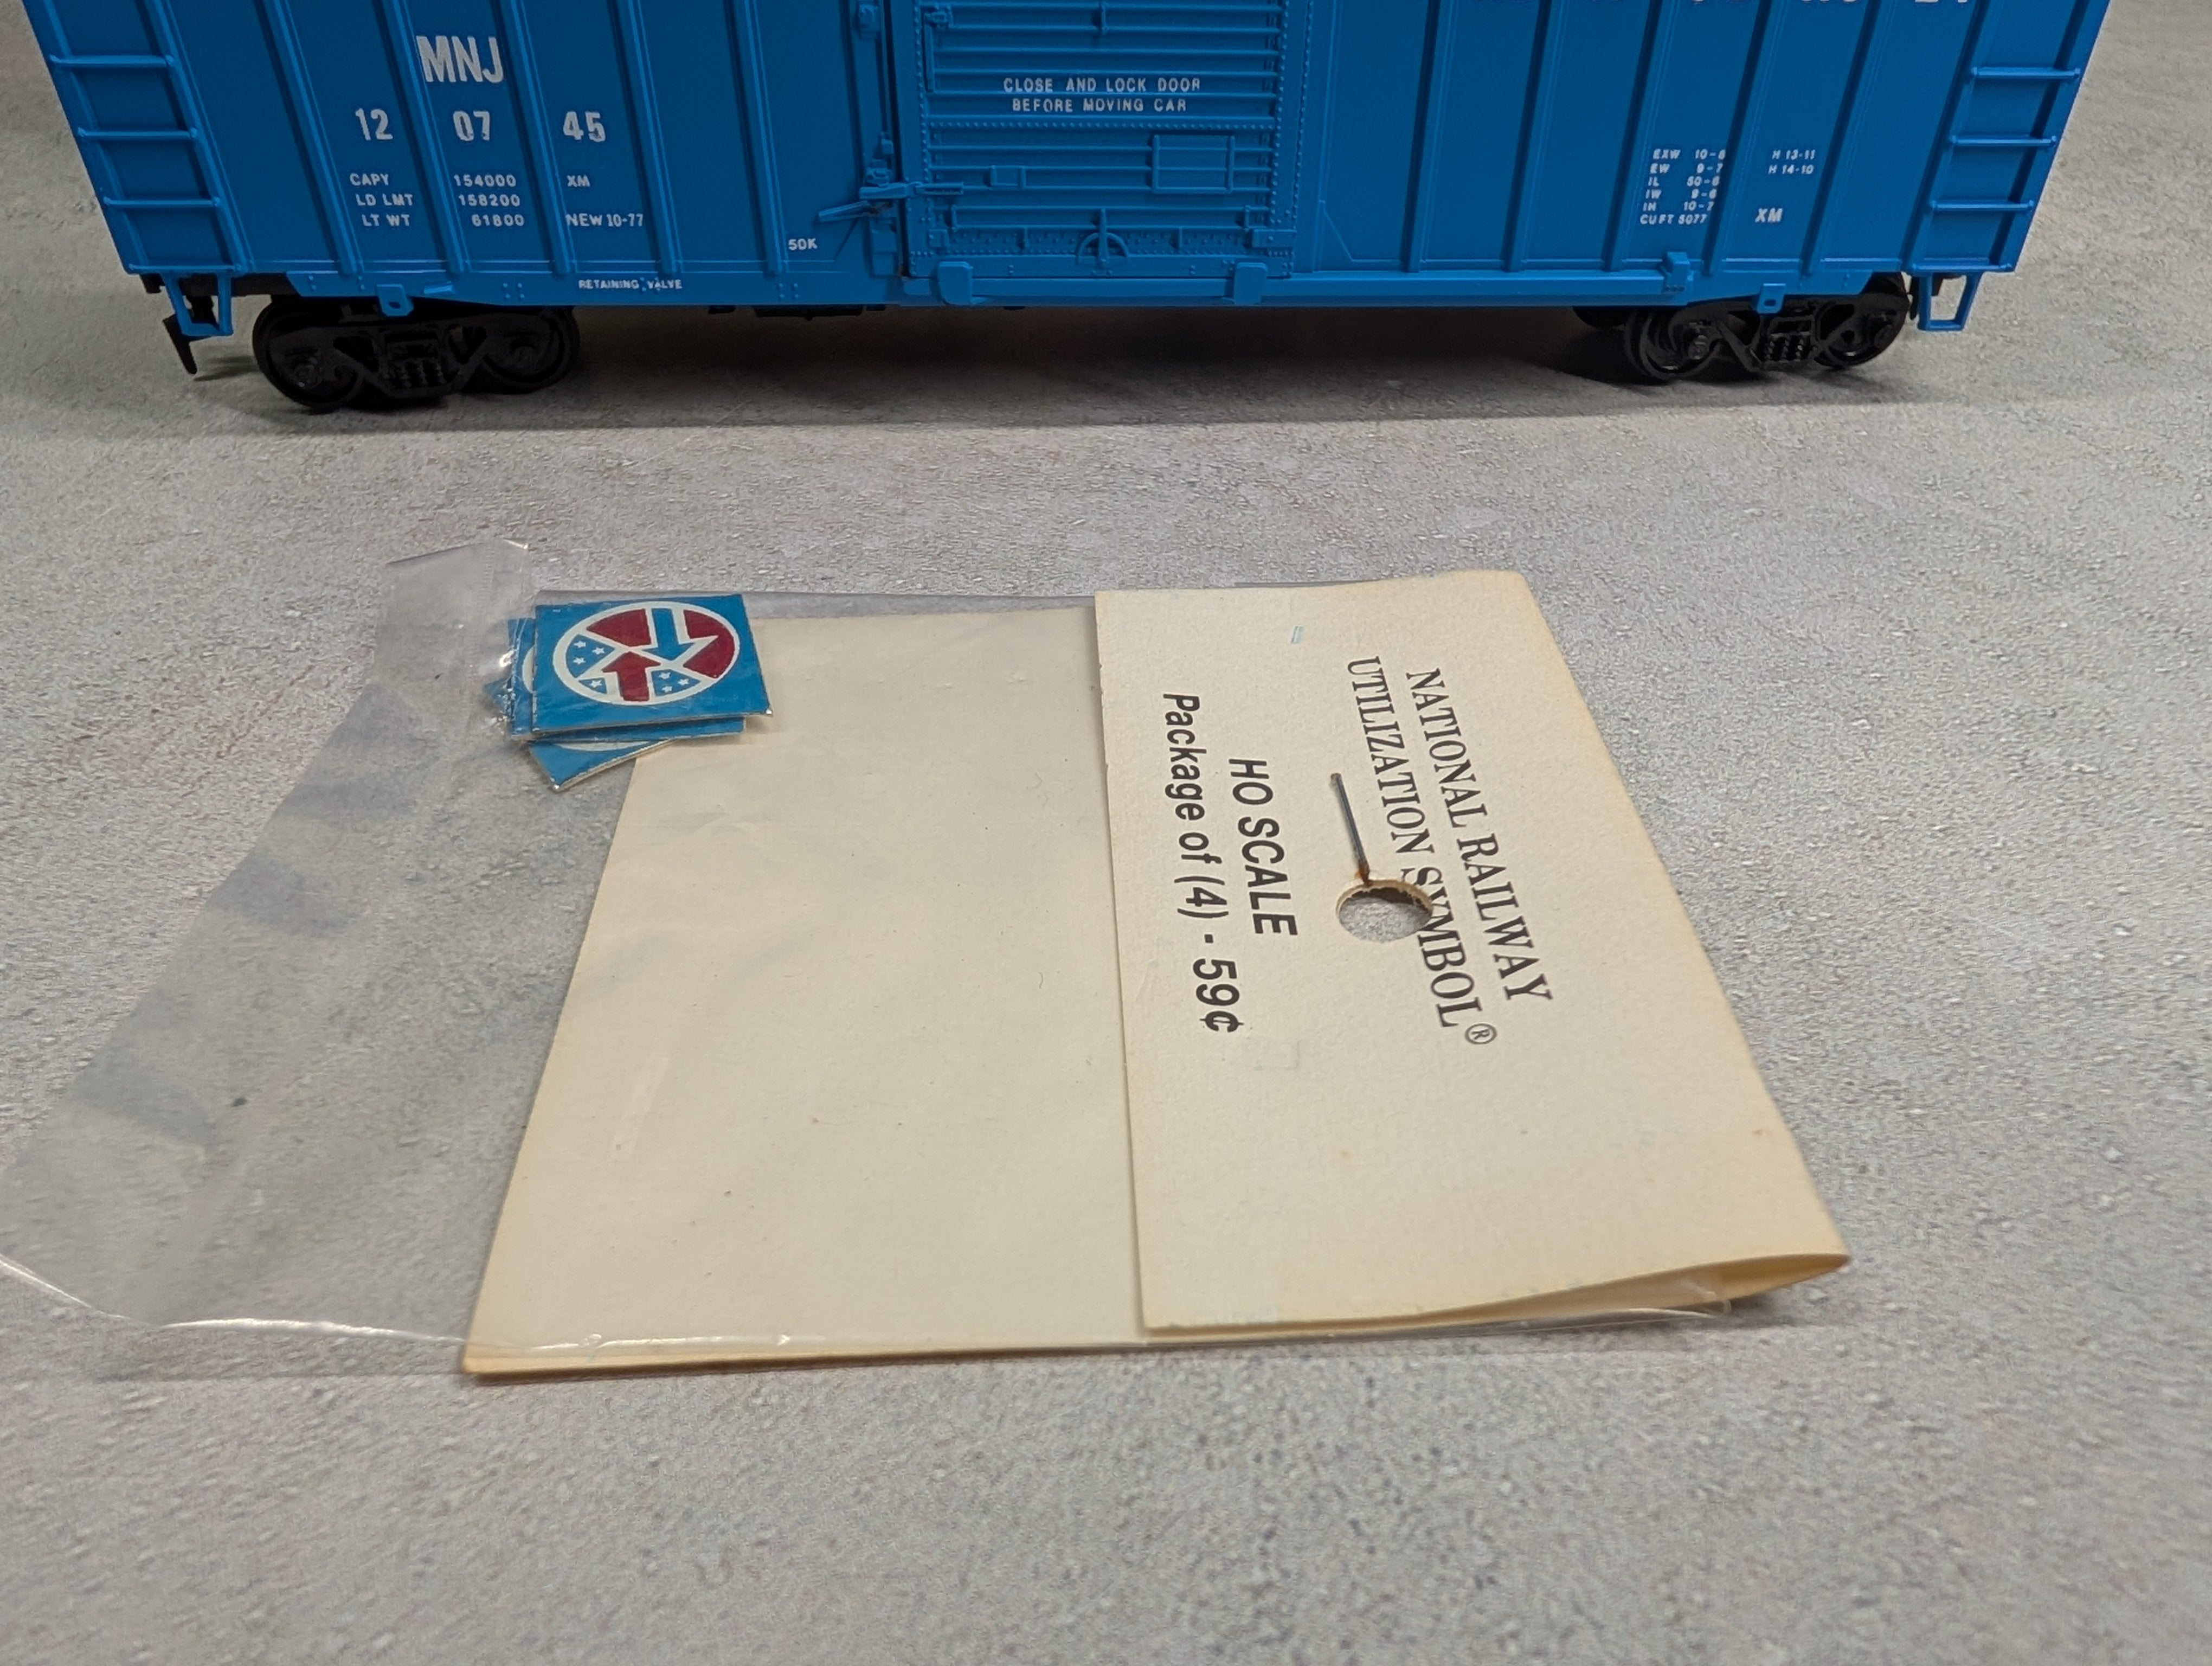 MNJ
12 07 45
CAPY 154000 XM
LD LMT 158200
LT WT 61800 NEW 10-77
50K
RETAINING VALVE
CLOSE AND LOCK DOOR
BEFORE MOVING CAR
EXW 10-6 H 13-11
EW 9-7 H 14-10
IL 50-6
IW 9-6
IH 10-7
CU FT 5077 XM
NATIONAL RAILWAY
UTILIZATION SYMBOL®
HO SCALE
Package of (4) - 59¢